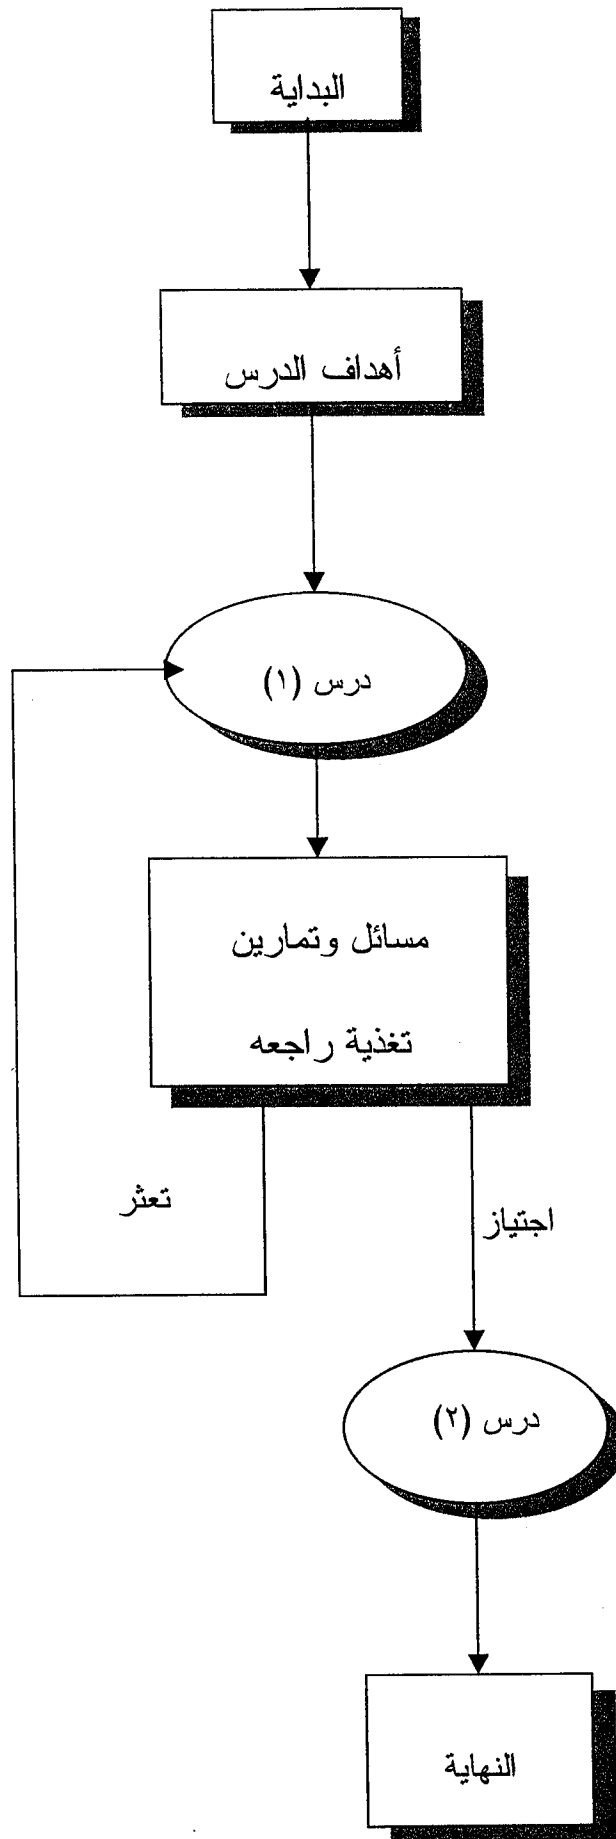 البداية
أهداف الدرس
درس (١)
مسائل وتمارين
تغذية راجعه
تعثر
اجتياز
درس (٢)
النهاية